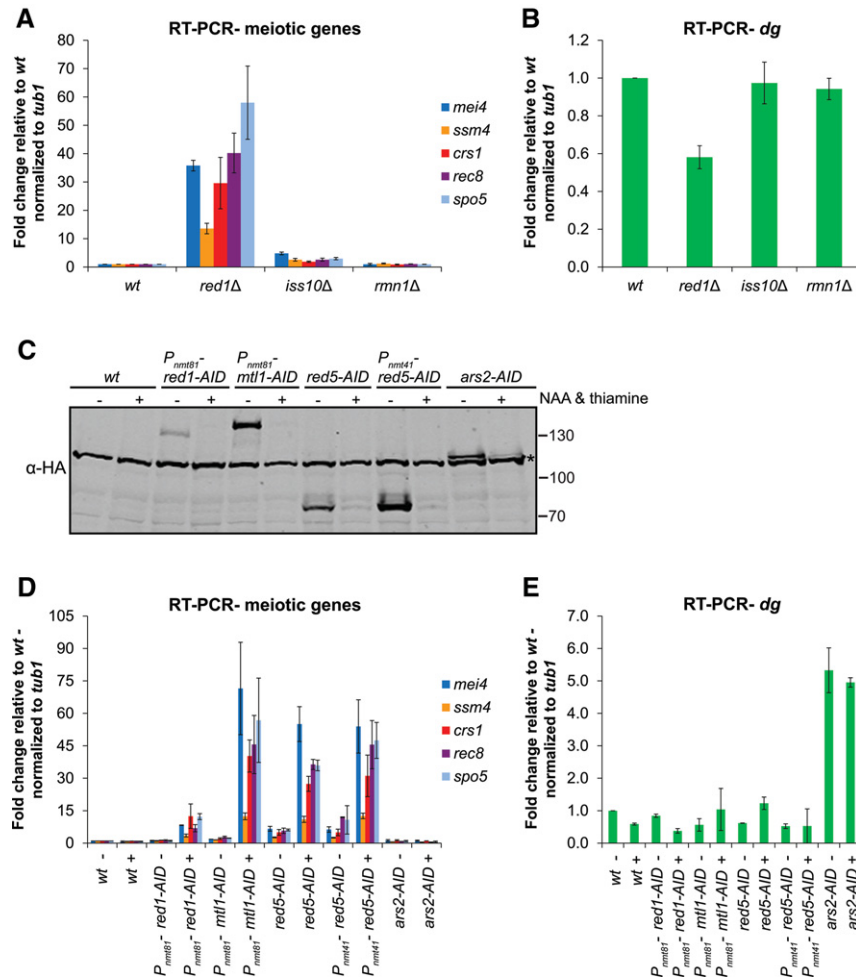 A
RT-PCR- meiotic genes
Fold change relative to wt
normalized to tub1
80
70
60
50
40
30
20
10
0
wt
red1Δ
iss10Δ
rmn1Δ
mei4
ssm4
crs1
rec8
spo5
B
RT-PCR- dg
Fold change relative to wt
normalized to tub1
1.2
1.0
0.8
0.6
0.4
0.2
0.0
wt
red1Δ
iss10Δ
rmn1Δ
C
wt
Pnmt81-
red1-AID
Pnmt81-
mtl1-AID
red5-AID
Pnmt41-
red5-AID
ars2-AID
- + - + - + - + - + - + NAA & thiamine
α-HA
-130
*
-100
-70
D
RT-PCR- meiotic genes
Fold change relative to wt -
normalized to tub1
105
90
75
60
45
30
15
0
wt -
wt +
Pnmt81- red1-AID -
Pnmt81- red1-AID +
Pnmt81- mtl1-AID -
Pnmt81- mtl1-AID +
red5-AID -
red5-AID +
Pnmt41- red5-AID -
Pnmt41- red5-AID +
ars2-AID -
ars2-AID +
mei4
ssm4
crs1
rec8
spo5
E
RT-PCR- dg
Fold change relative to wt -
normalized to tub1
7.0
6.0
5.0
4.0
3.0
2.0
1.0
0.0
wt -
wt +
Pnmt81- red1-AID -
Pnmt81- red1-AID +
Pnmt81- mtl1-AID -
Pnmt81- mtl1-AID +
red5-AID -
red5-AID +
Pnmt41- red5-AID -
Pnmt41- red5-AID +
ars2-AID -
ars2-AID +